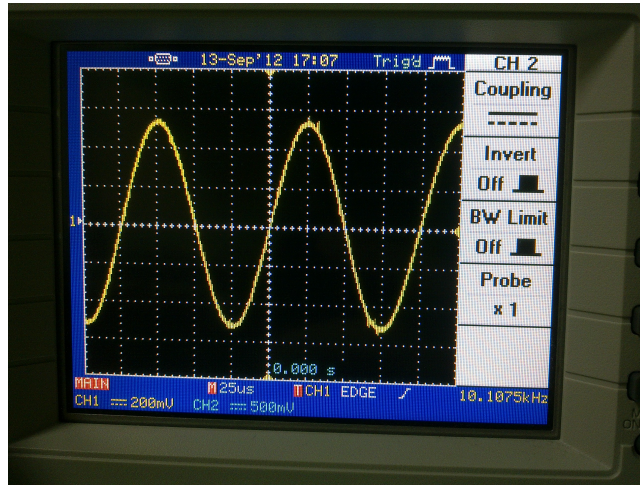 13-Sep'12 17:07 Trig'd
CH 2
Coupling
Invert
Off
BW Limit
Off
Probe
x 1
1
0.000 s
MAIN M 25us T CH1 EDGE 10.1075kHz
CH1 200mV CH2 500mV